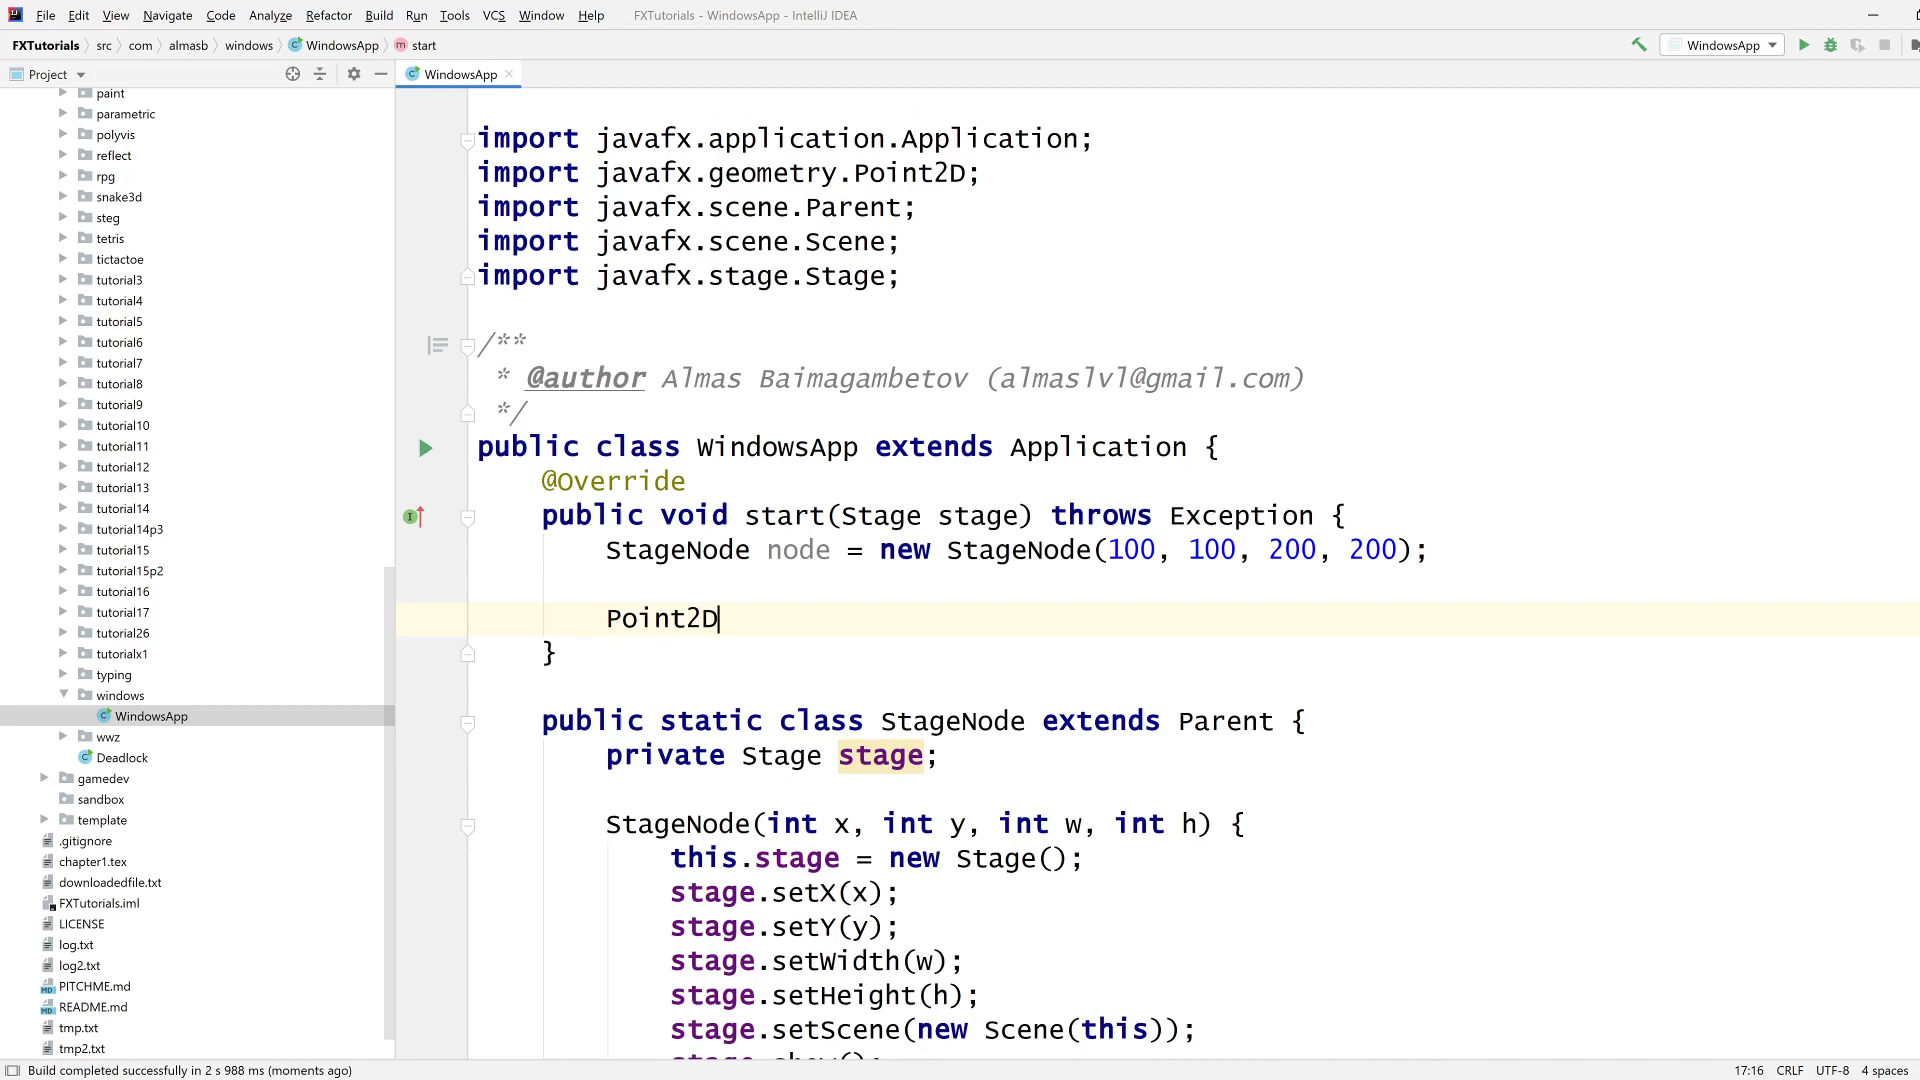 File Edit View Navigate Code Analyze Refactor Build Run Tools VCS Window Help FXTutorials - WindowsApp - IntelliJ IDEA
FXTutorials src com almasb windows WindowsApp start WindowsApp
Project WindowsApp
paint
parametric
polyvis
reflect
rpg
snake3d
steg
tetris
tictactoe
tutorial3
tutorial4
tutorial5
tutorial6
tutorial7
tutorial8
tutorial9
tutorial10
tutorial11
tutorial12
tutorial13
tutorial14
tutorial14p3
tutorial15
tutorial15p2
tutorial16
tutorial17
tutorial26
tutorialx1
typing
windows
WindowsApp
wwz
Deadlock
gamedev
sandbox
template
.gitignore
chapter1.tex
downloadedfile.txt
FXTutorials.iml
LICENSE
log.txt
log2.txt
PITCHME.md
README.md
tmp.txt
tmp2.txt
import javafx.application.Application;
import javafx.geometry.Point2D;
import javafx.scene.Parent;
import javafx.scene.Scene;
import javafx.stage.Stage;
/**
* @author Almas Baimagambetov (almaslvl@gmail.com)
*/
public class WindowsApp extends Application {
@Override
public void start(Stage stage) throws Exception {
StageNode node = new StageNode(100, 100, 200, 200);
Point2D
}
public static class StageNode extends Parent {
private Stage stage;
StageNode(int x, int y, int w, int h) {
this.stage = new Stage();
stage.setX(x);
stage.setY(y);
stage.setWidth(w);
stage.setHeight(h);
stage.setScene(new Scene(this));
stage.show();
Build completed successfully in 2 s 988 ms (moments ago) 17:16 CRLF UTF-8 4 spaces